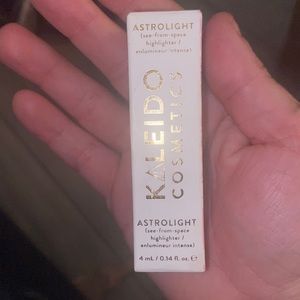 ASTROLIGHT
(see-from-space
highlighter /
enlumineur intense)
KALEIDO
COSMETICS
ASTROLIGHT
(see-from-space
highlighter /
enlumineur intense)
4 mL / 0.14 fl. oz. ℮